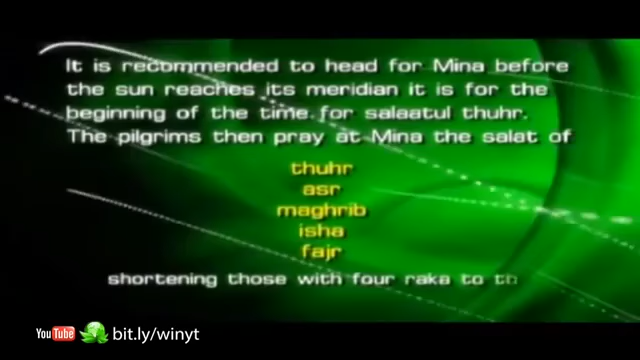 It is recommended to head for Mina before
the sun reaches its meridian it is for the
beginning of the time for salaatul thuhr.
The pilgrims then pray at Mina the salat of
thuhr
asr
maghrib
isha
fajr
shortening those with four raka to
YouTube bit.ly/winyt